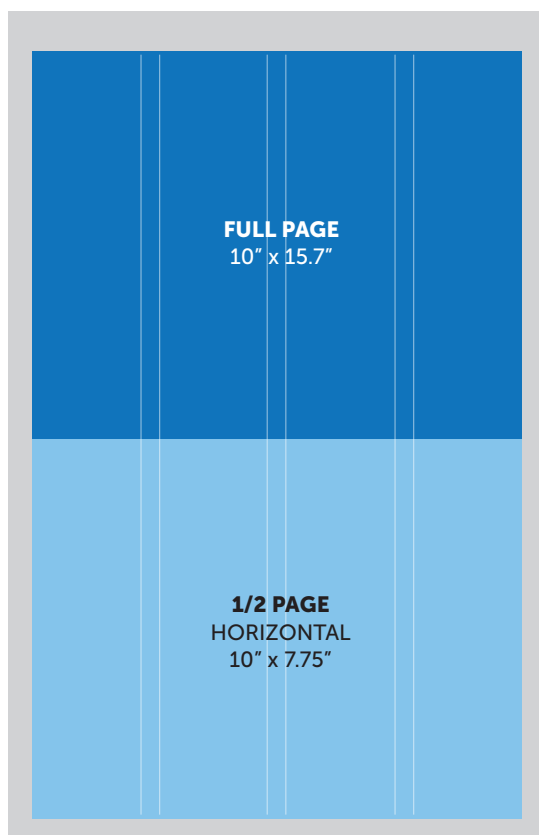 FULL PAGE
10” x 15.7”
1/2 PAGE
HORIZONTAL
10” x 7.75”